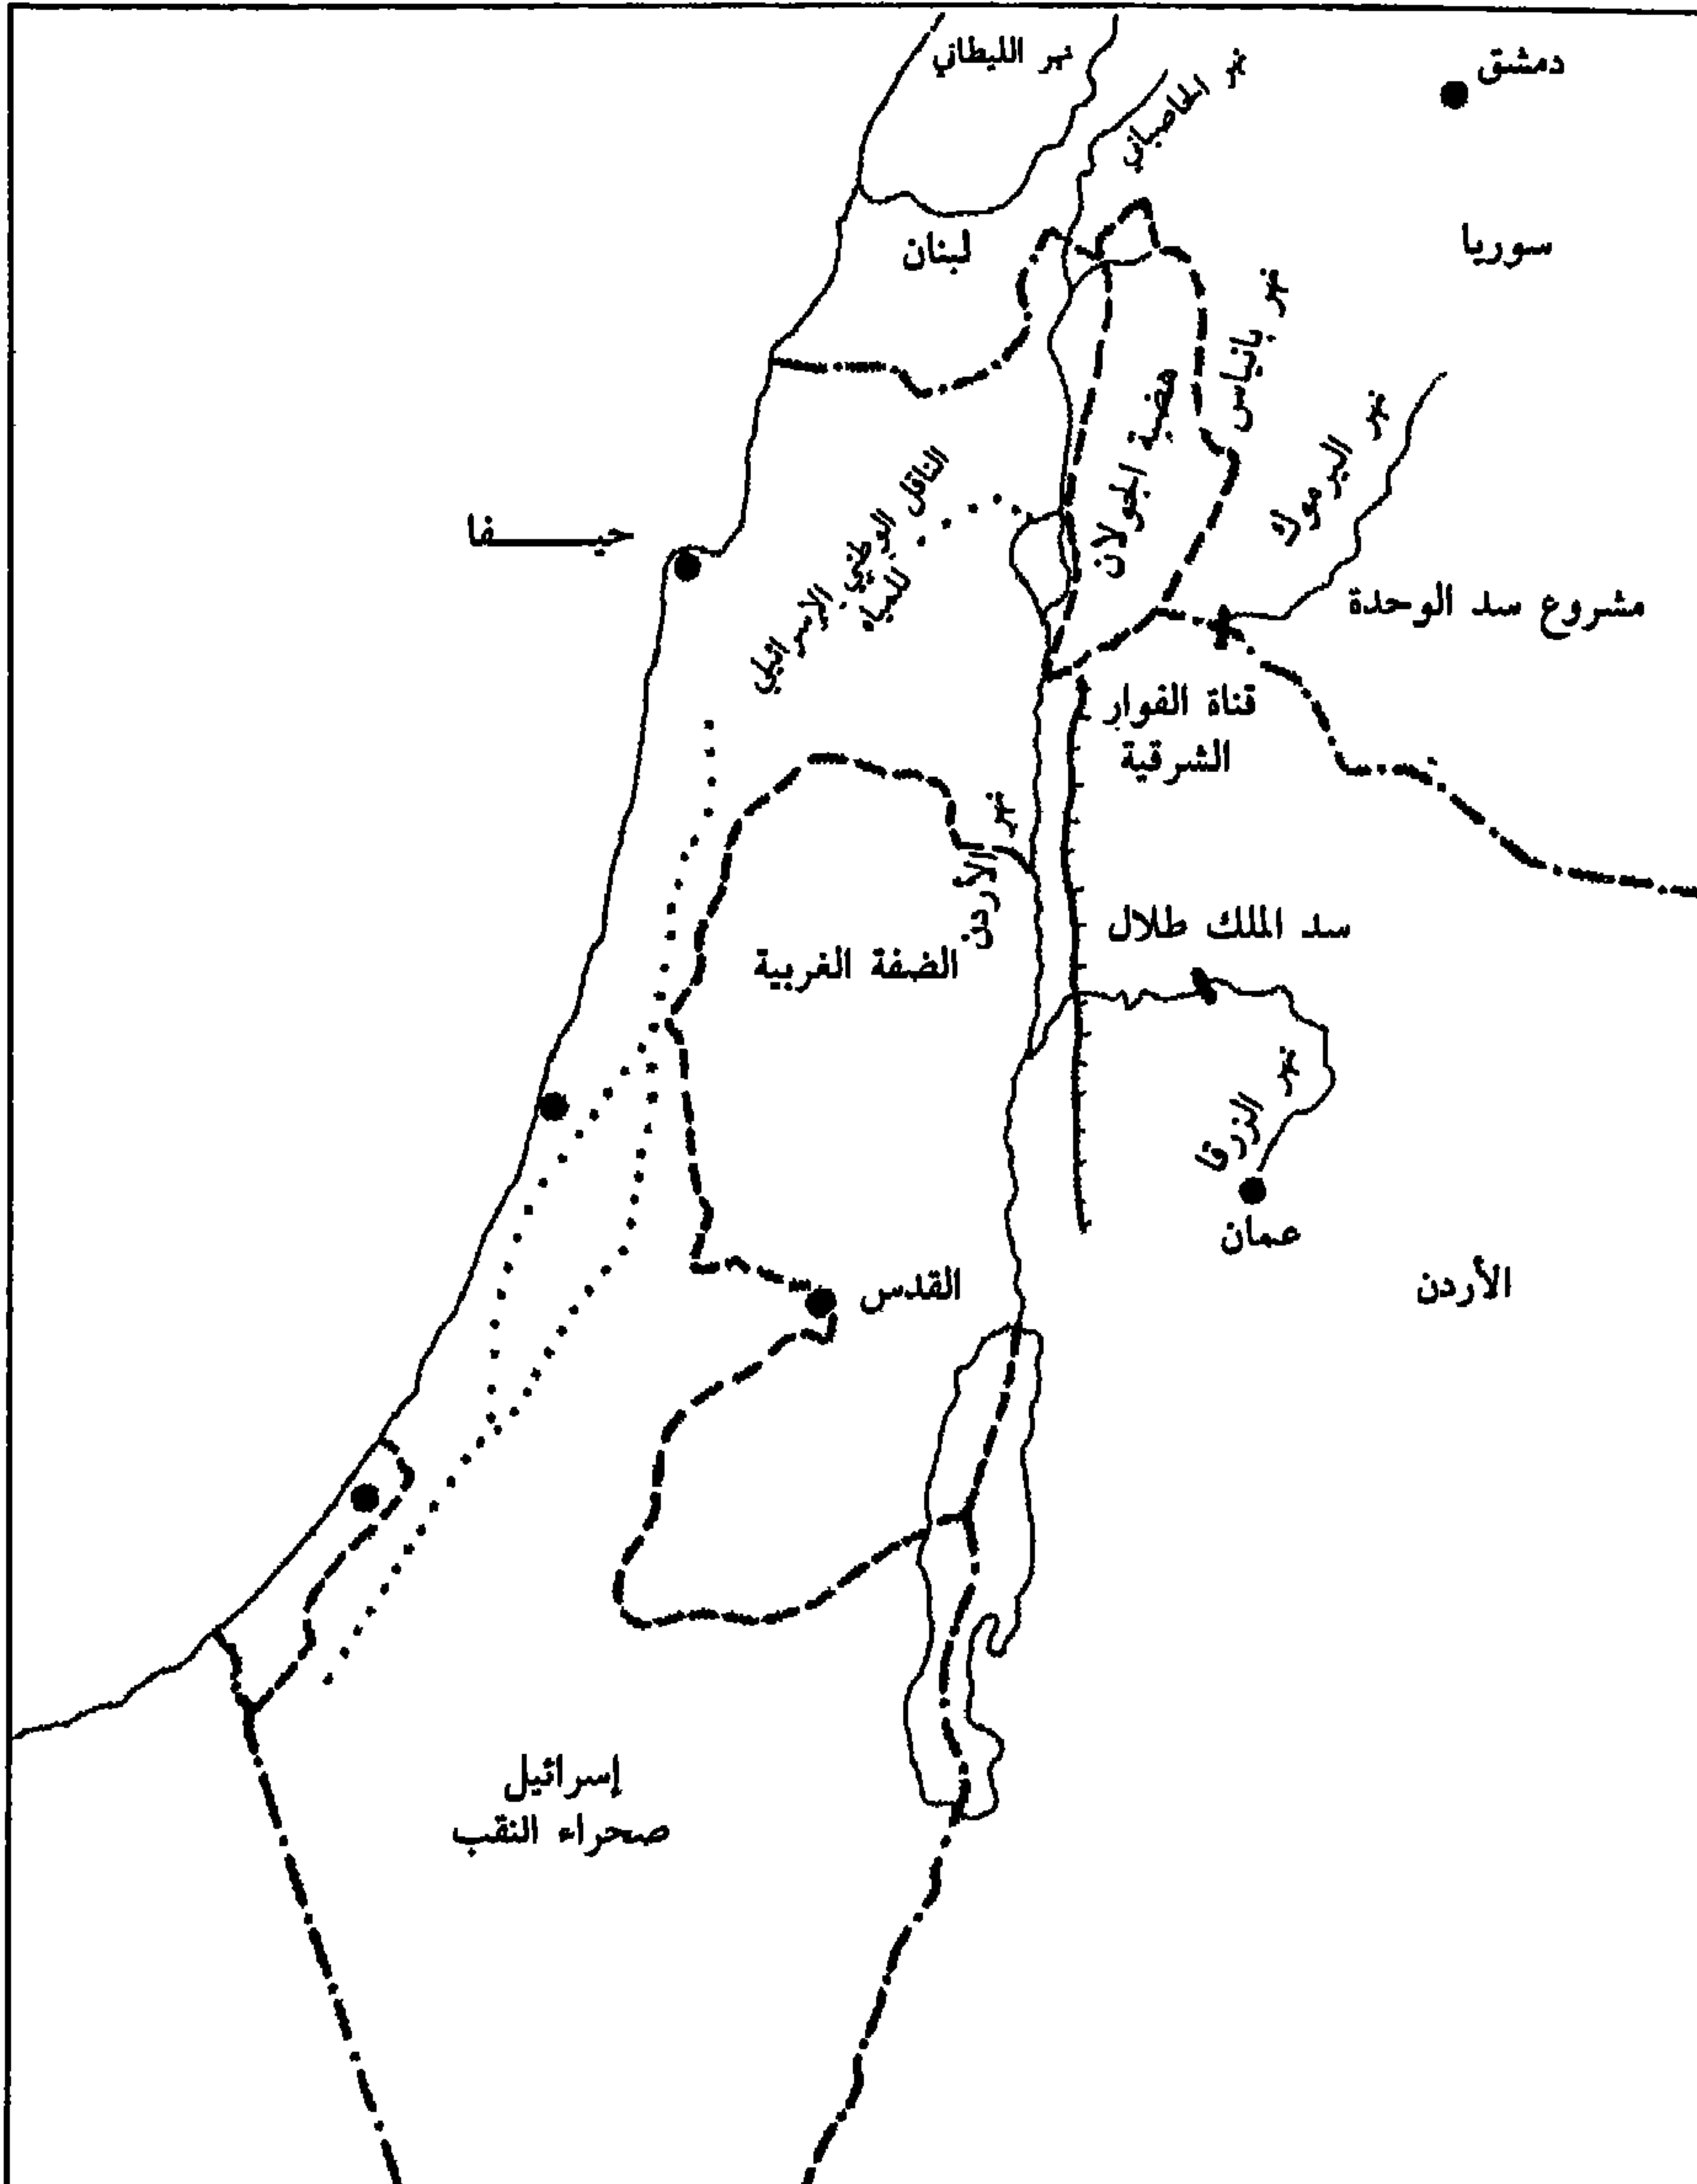 نهر الليطاني
نهر الحاصباني
دمشق
سوريا
لبنان
نهر بانياس
هضبة الجولان
نهر اليرموك
الناقل الوطني الإسرائيلي
حيفا
مشروع سد الوحدة
قناة الفوار
الشرقية
نهر الأردن
سد الملك طلال
الضفة الغربية
نهر الزرقا
عمان
القدس
الأردن
إسرائيل
صحراء النقب